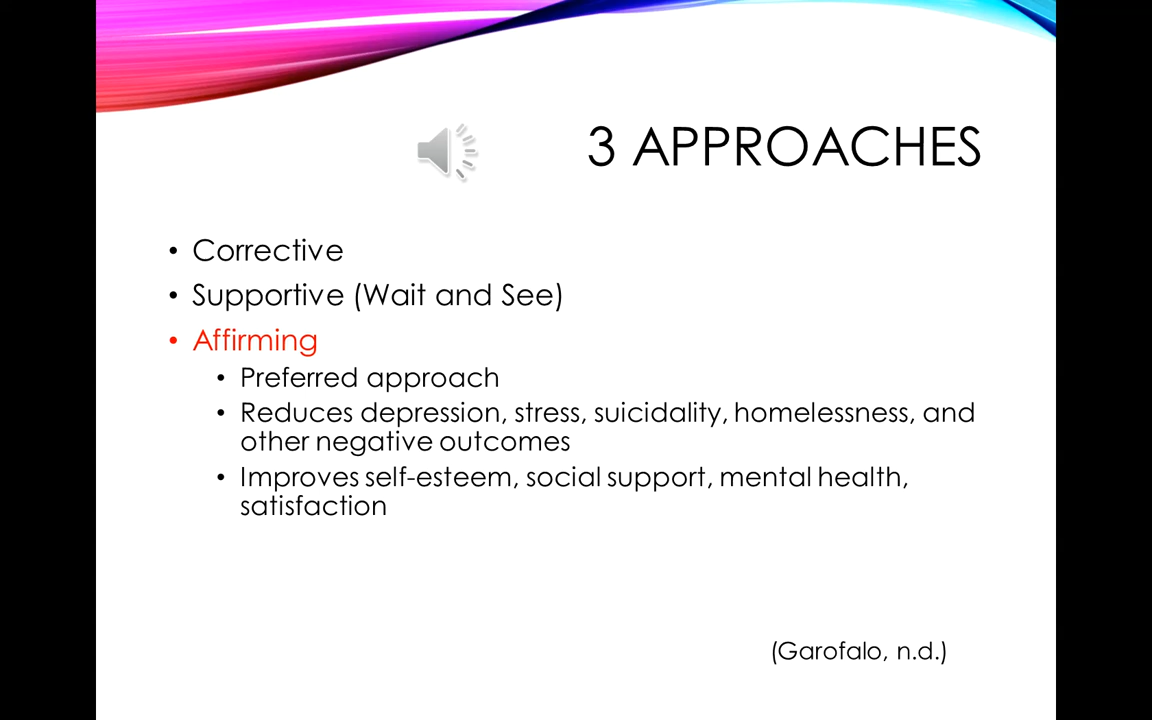 3 APPROACHES
• Corrective
• Supportive (Wait and See)
• Affirming
• Preferred approach
• Reduces depression, stress, suicidality, homelessness, and
other negative outcomes
• Improves self-esteem, social support, mental health,
satisfaction
(Garofalo, n.d.)